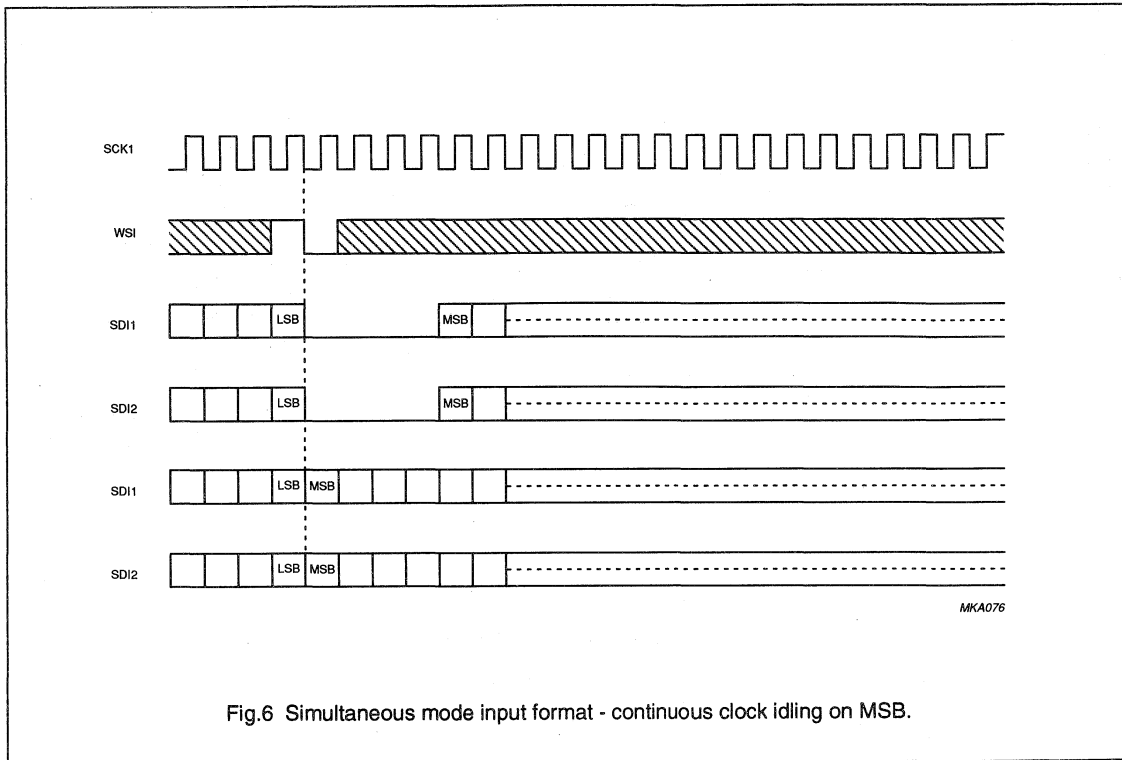 SCK1
WSI
SDI1 LSB MSB
SDI2 LSB MSB
SDI1 LSB MSB
SDI2 LSB MSB
MKA076
Fig.6 Simultaneous mode input format - continuous clock idling on MSB.